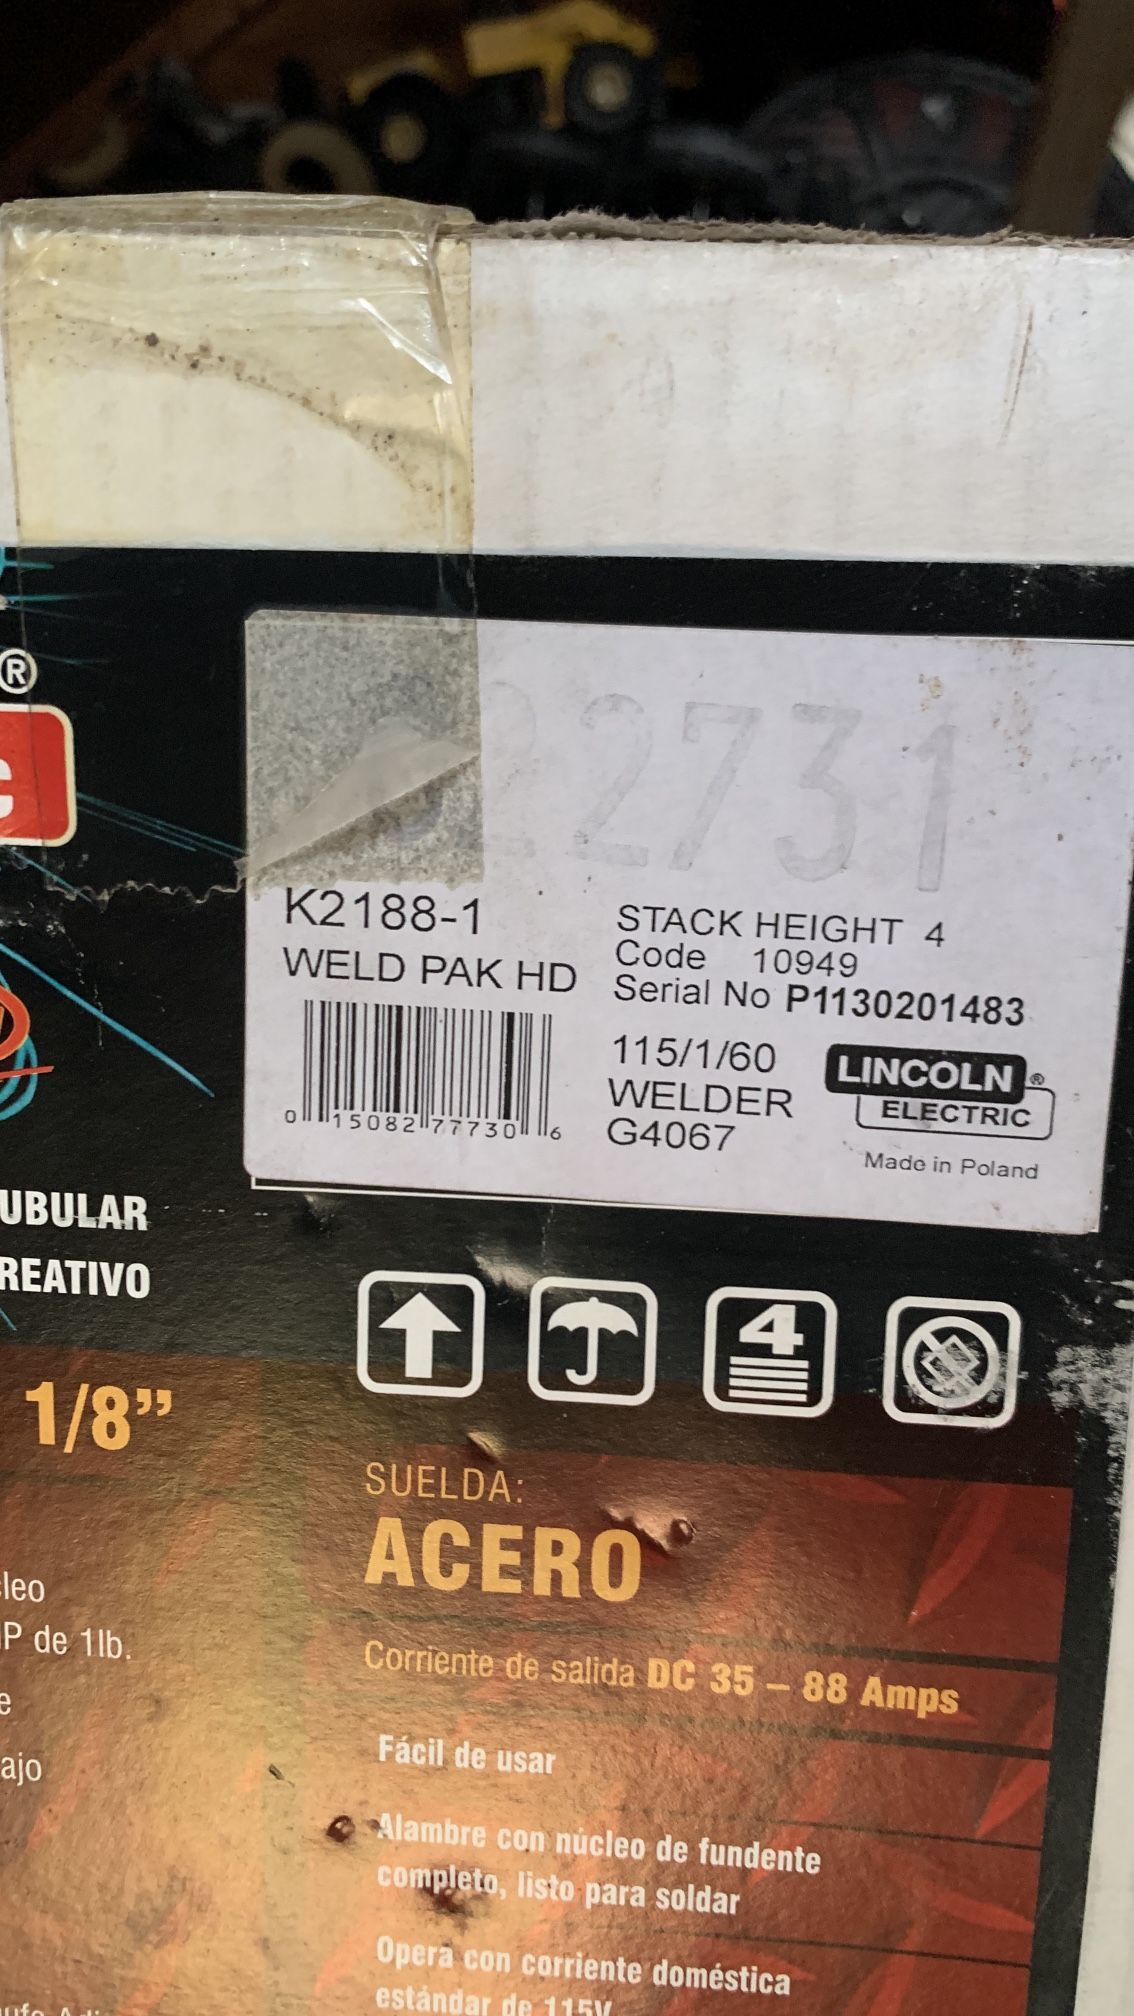 ®
C
2731
K2188-1
WELD PAK HD
0 15082 77730 6
STACK HEIGHT 4
Code 10949
Serial No P1130201483
115/1/60
WELDER
G4067
LINCOLN ®
ELECTRIC
Made in Poland
UBULAR
REATIVO
4
1/8”
SUELDA:
ACERO
cleo
P de 1lb.
Corriente de salida DC 35 – 88 Amps
e
ajo
Fácil de usar
Alambre con núcleo de fundente
completo, listo para soldar
Opera con corriente doméstica
estándar de 115V